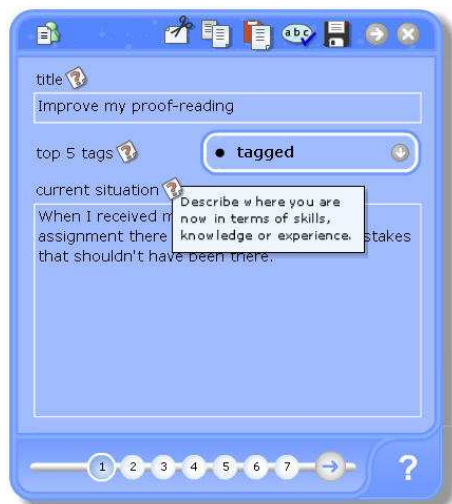 abc
title
Improve my proof-reading
top 5 tags
• tagged
current situation
Describe where you are
now in terms of skills,
knowledge or experience.
When I received m
assignment there stakes
that shouldn't have been there.
1 2 3 4 5 6 7
?